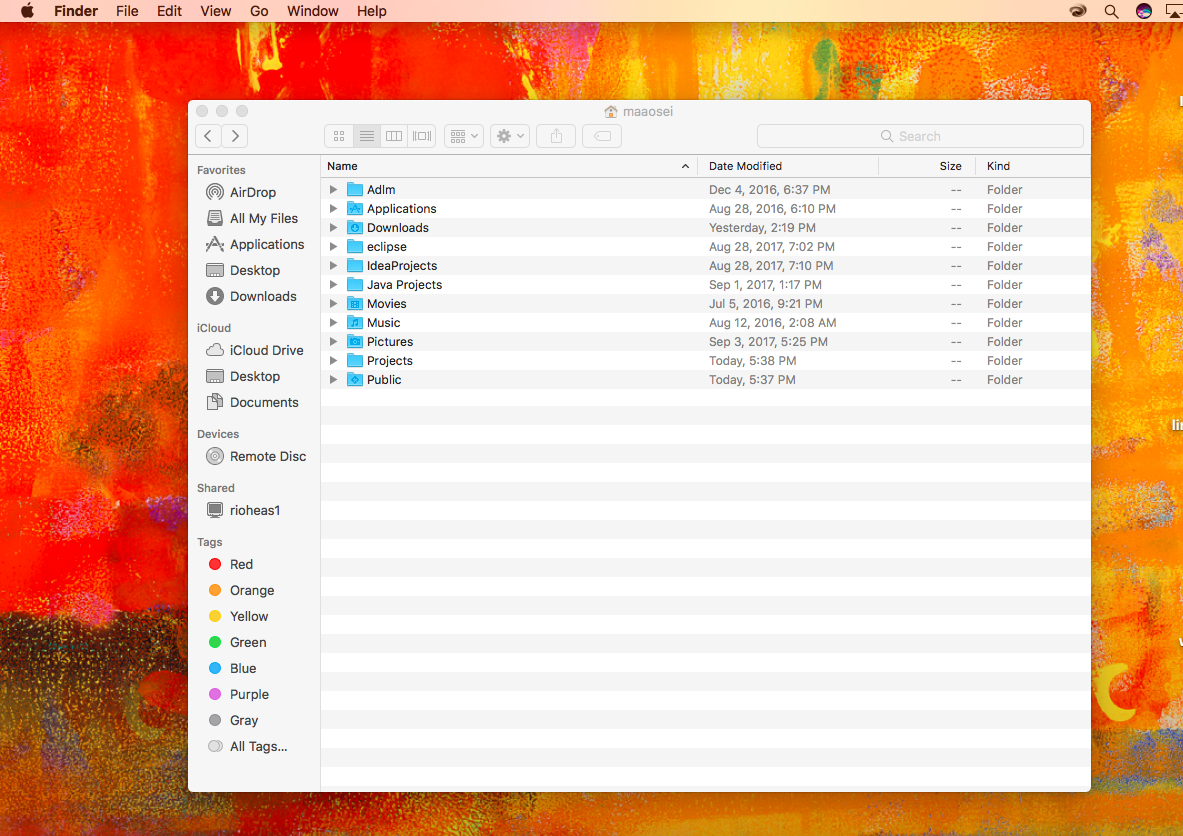 Finder File Edit View Go Window Help
maaosei
Search
Favorites
AirDrop
All My Files
Applications
Desktop
Downloads
iCloud
iCloud Drive
Desktop
Documents
Devices
Remote Disc
Shared
rioheas1
Tags
Red
Orange
Yellow
Green
Blue
Purple
Gray
All Tags...
Name Date Modified Size Kind
Adlm Dec 4, 2016, 6:37 PM -- Folder
Applications Aug 28, 2016, 6:10 PM -- Folder
Downloads Yesterday, 2:19 PM -- Folder
eclipse Aug 28, 2017, 7:02 PM -- Folder
IdeaProjects Aug 28, 2017, 7:10 PM -- Folder
Java Projects Sep 1, 2017, 1:17 PM -- Folder
Movies Jul 5, 2016, 9:21 PM -- Folder
Music Aug 12, 2016, 2:08 AM -- Folder
Pictures Sep 3, 2017, 5:25 PM -- Folder
Projects Today, 5:38 PM -- Folder
Public Today, 5:37 PM -- Folder